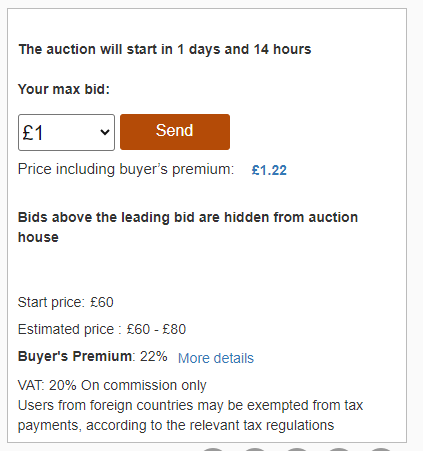 The auction will start in 1 days and 14 hours
Your max bid:
£1
Send
Price including buyer’s premium: £1.22
Bids above the leading bid are hidden from auction
house
Start price: £60
Estimated price : £60 - £80
Buyer's Premium: 22% More details
VAT: 20% On commission only
Users from foreign countries may be exempted from tax
payments, according to the relevant tax regulations